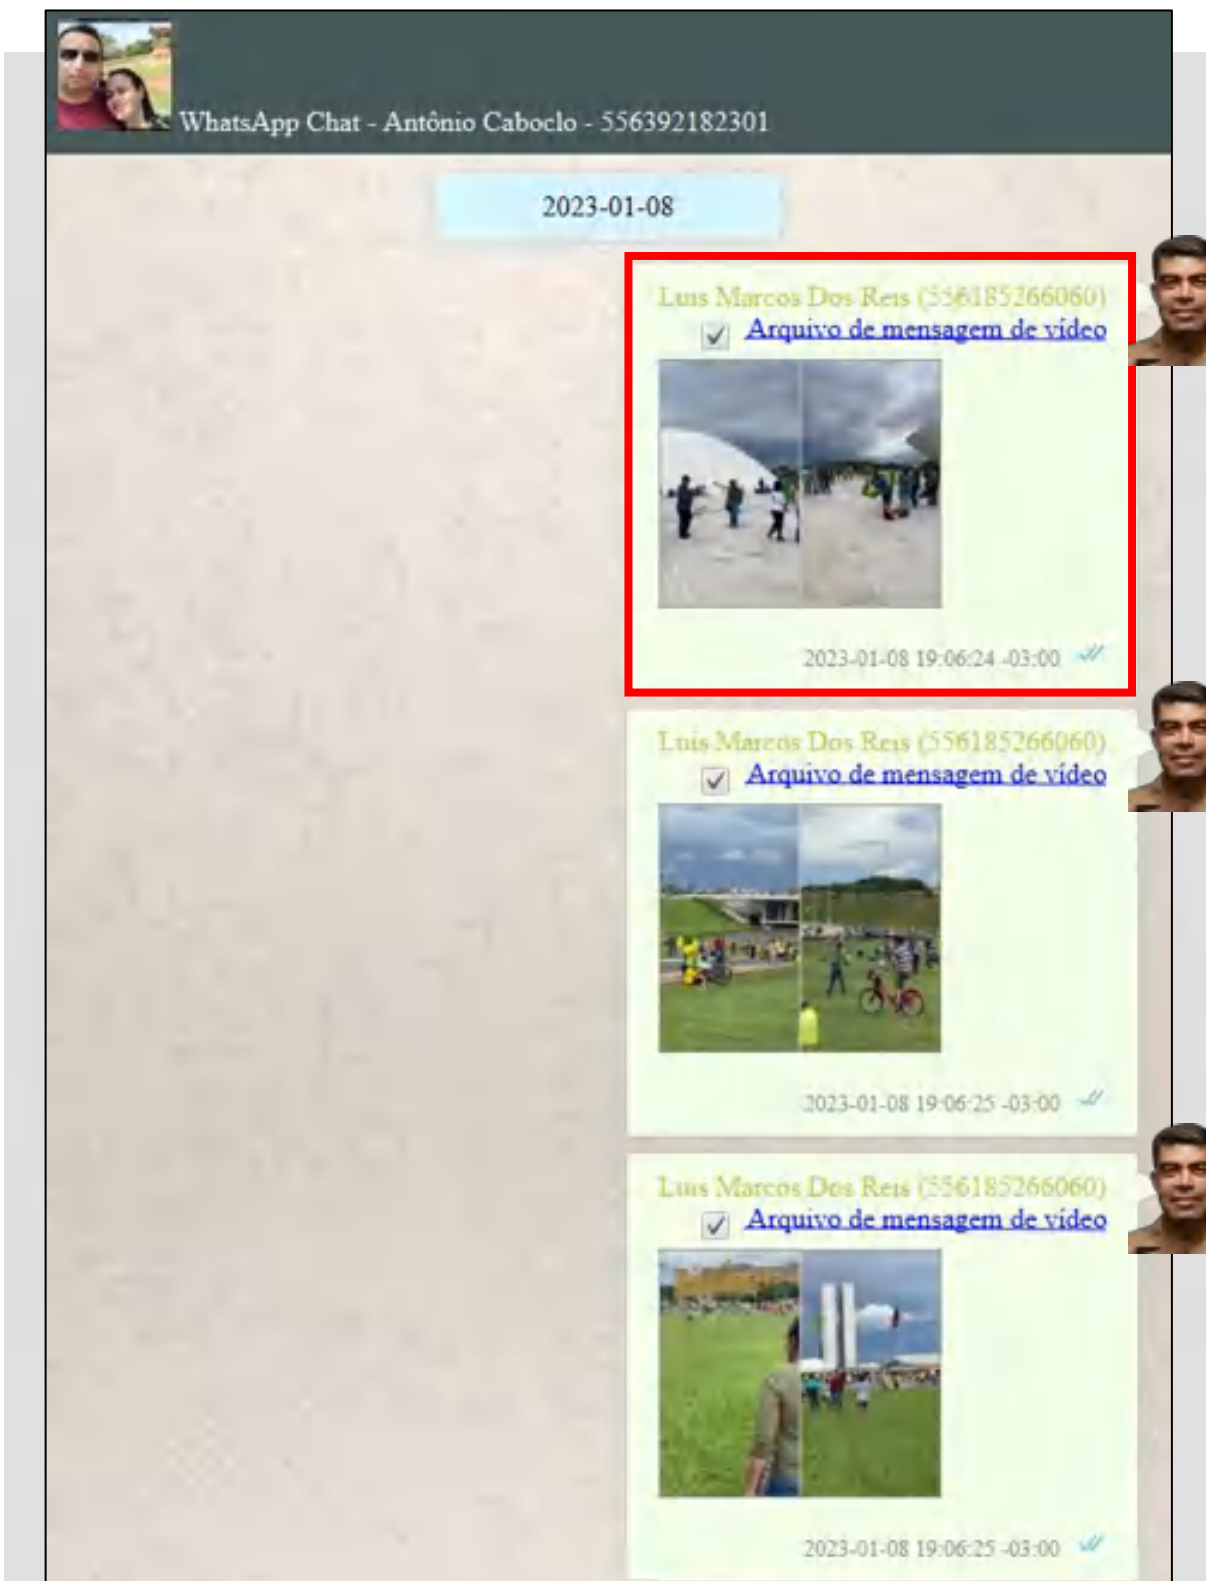 WhatsApp Chat - Antônio Caboclo - 556392182301
2023-01-08
Luis Marcos Dos Reis (556185266060)
Arquivo de mensagem de vídeo
2023-01-08 19:06:24 -03:00
Luis Marcos Dos Reis (556185266060)
Arquivo de mensagem de vídeo
2023-01-08 19:06:25 -03:00
Luis Marcos Dos Reis (556185266060)
Arquivo de mensagem de vídeo
2023-01-08 19:06:25 -03:00